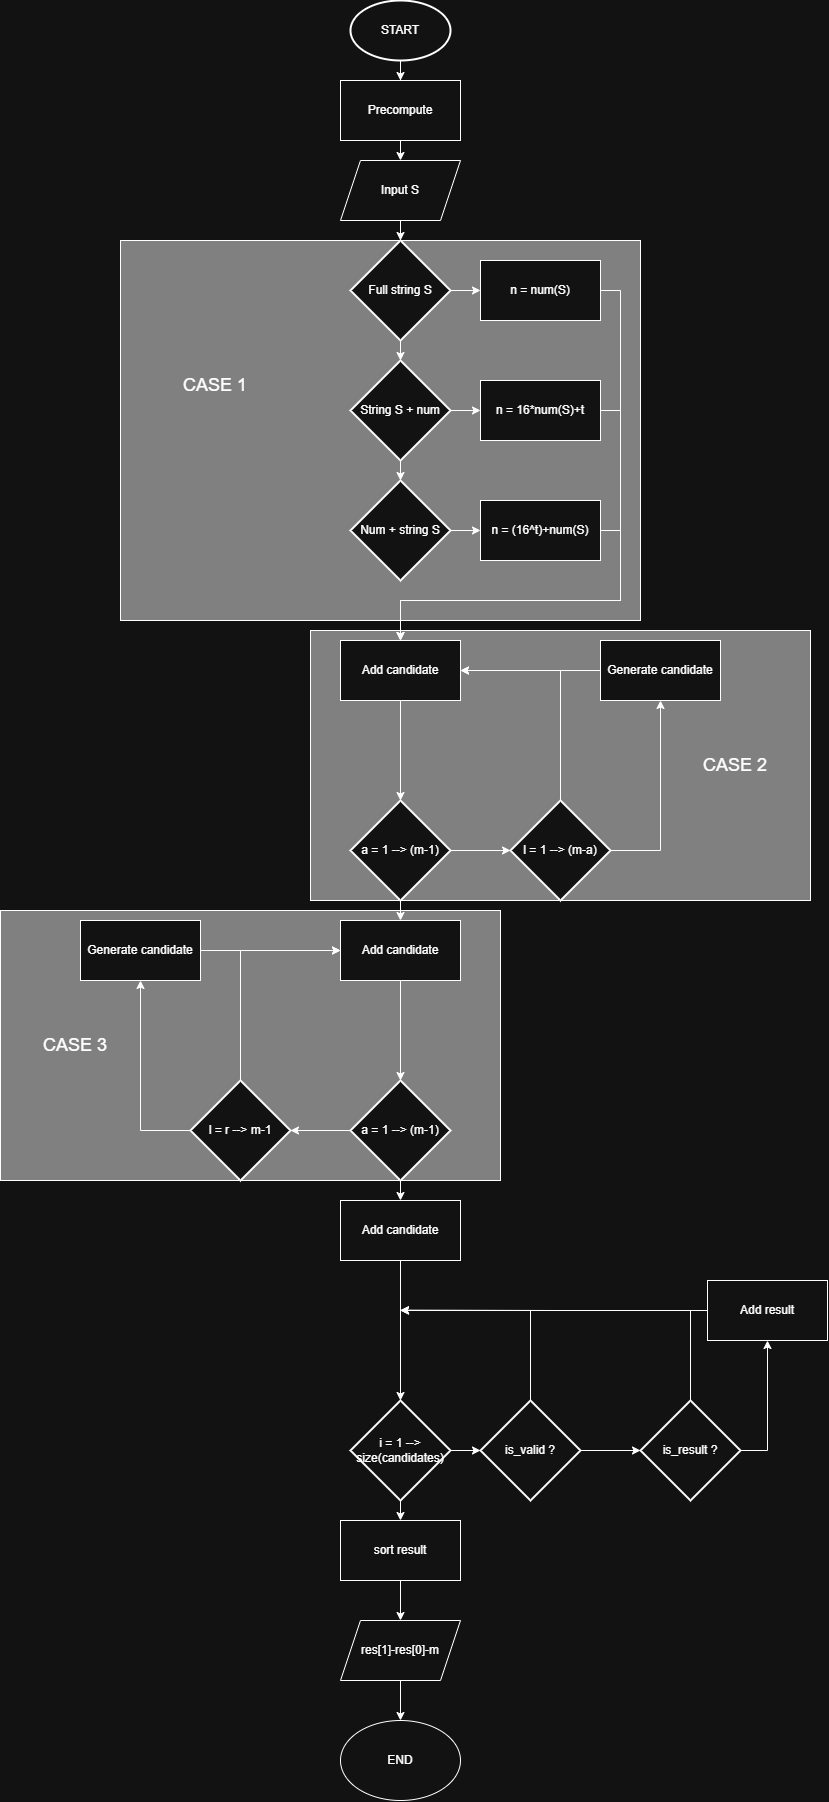 START
Precompute
Input S
Full string S
n = num(S)
CASE 1
String S + num
n = 16*num(S)+t
Num + string S
n = (16^t)+num(S)
Add candidate
Generate candidate
CASE 2
a = 1 --> (m-1)
l = 1 --> (m-a)
Generate candidate
Add candidate
CASE 3
l = r --> m-1
a = 1 --> (m-1)
Add candidate
Add result
i = 1 -->
size(candidates)
is_valid ?
is_result ?
sort result
res[1]-res[0]-m
END